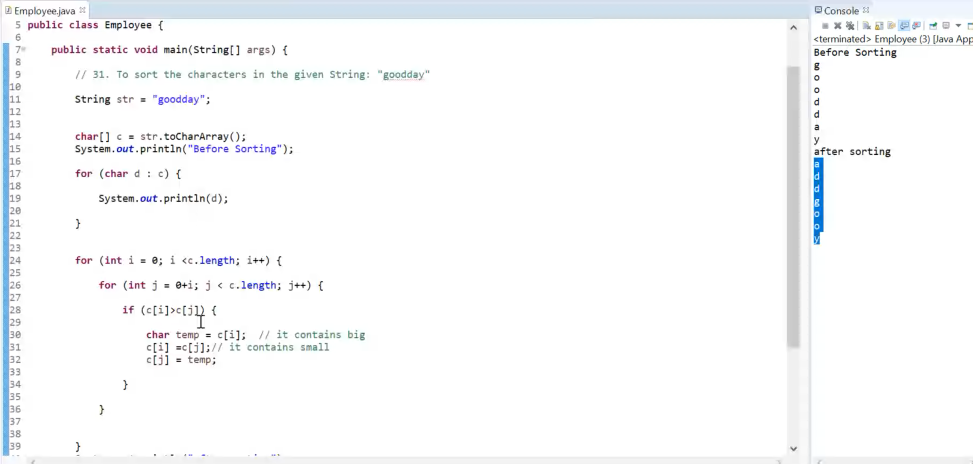 Employee.java
5 public class Employee {
6
7 public static void main(String[] args) {
8
9 // 31. To sort the characters in the given String: "goodday"
10
11 String str = "goodday";
12
13
14 char[] c = str.toCharArray();
15 System.out.println("Before Sorting");
16
17 for (char d : c) {
18
19 System.out.println(d);
20
21 }
22
23
24 for (int i = 0; i <c.length; i++) {
25
26 for (int j = 0+i; j < c.length; j++) {
27
28 if (c[i]>c[j]) {
29
30 char temp = c[i]; // it contains big
31 c[i] =c[j];// it contains small
32 c[j] = temp;
33
34 }
35
36 }
37
38
39 }
Console
<terminated> Employee (3) [Java App
Before Sorting
g
o
o
d
d
a
y
after sorting
a
d
d
g
o
o
y